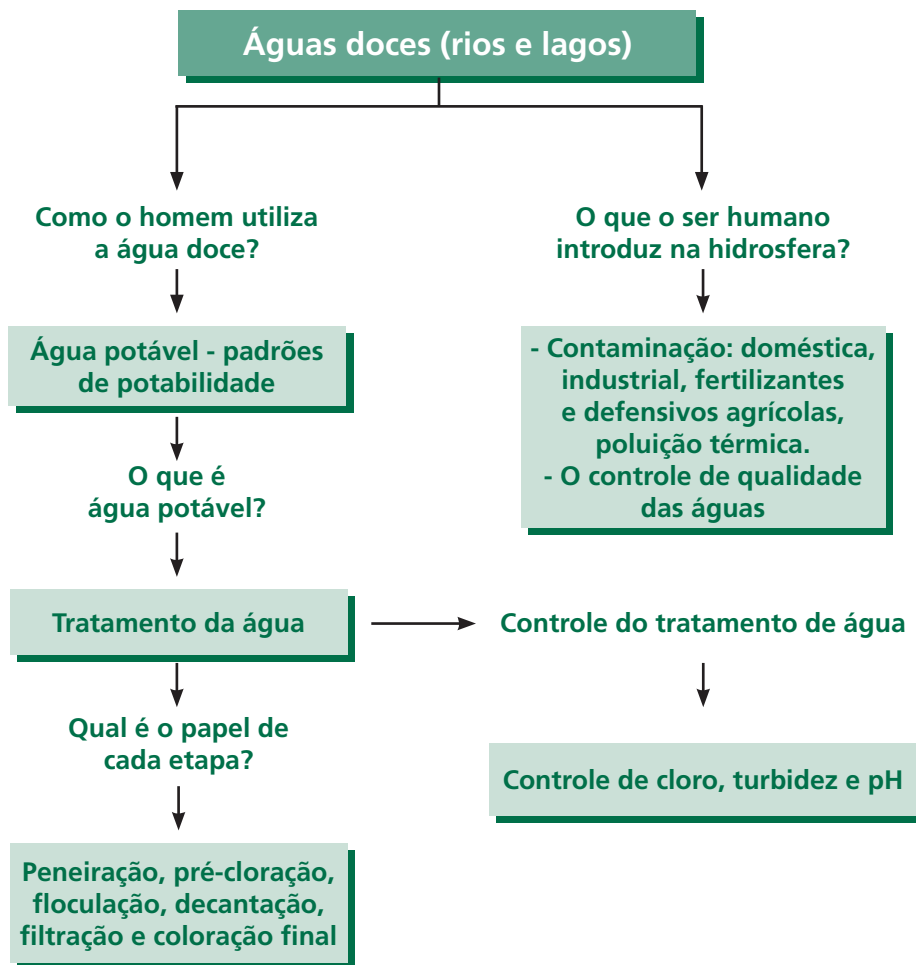 Águas doces (rios e lagos)
Como o homem utiliza
a água doce?
O que o ser humano
introduz na hidrosfera?
Água potável - padrões
de potabilidade
- Contaminação: doméstica,
industrial, fertilizantes
e defensivos agrícolas,
poluição térmica.
- O controle de qualidade
das águas
O que é
água potável?
Tratamento da água
Controle do tratamento de água
Qual é o papel de
cada etapa?
Controle de cloro, turbidez e pH
Peneiração, pré-cloração,
floculação, decantação,
filtração e coloração final